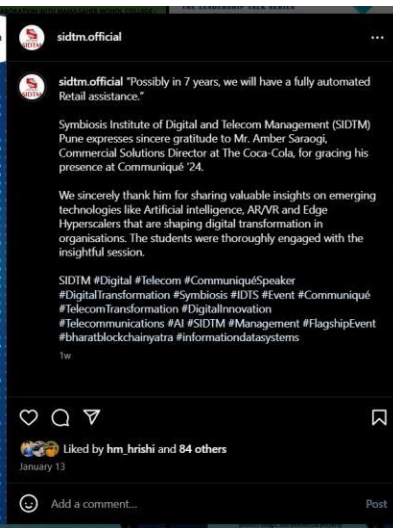 THE LEADERSHIP TALK SERIES
sidtm.official
SIDTM
sidtm.official "Possibly in 7 years, we will have a fully automated
Retail assistance."
Symbiosis Institute of Digital and Telecom Management (SIDTM)
Pune expresses sincere gratitude to Mr. Amber Saraogi,
Commercial Solutions Director at The Coca-Cola, for gracing his
presence at Communiqué '24.
We sincerely thank him for sharing valuable insights on emerging
technologies like Artificial intelligence, AR/VR and Edge
Hyperscalers that are shaping digital transformation in
organisations. The students were thoroughly engaged with the
insightful session.
SIDTM #Digital #Telecom #CommuniquéSpeaker
#DigitalTransformation #Symbiosis #IDTS #Event #Communiqué
#TelecomTransformation #DigitalInnovation
#Telecommunications #AI #SIDTM #Management #FlagshipEvent
#bharatblockchainyatra #informationdatasystems
1w
Liked by hm_hrishi and 84 others
January 13
Add a comment... Post